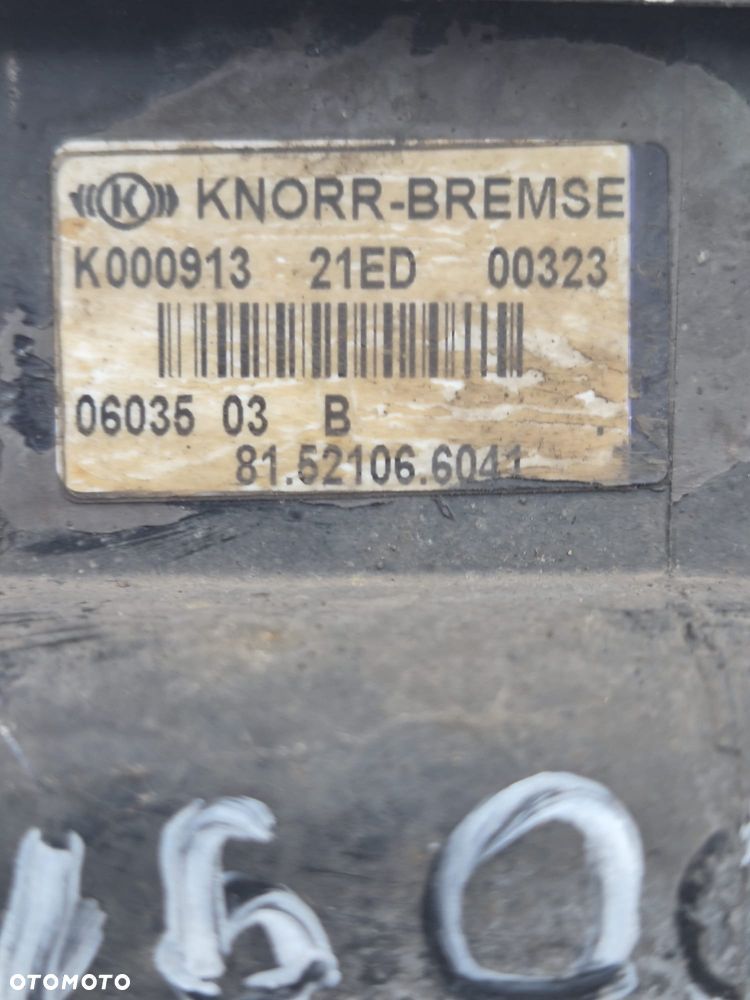 K KNORR-BREMSE
K000913 21ED 00323
06035 03 B
81.52106.6041
OTOMOTO